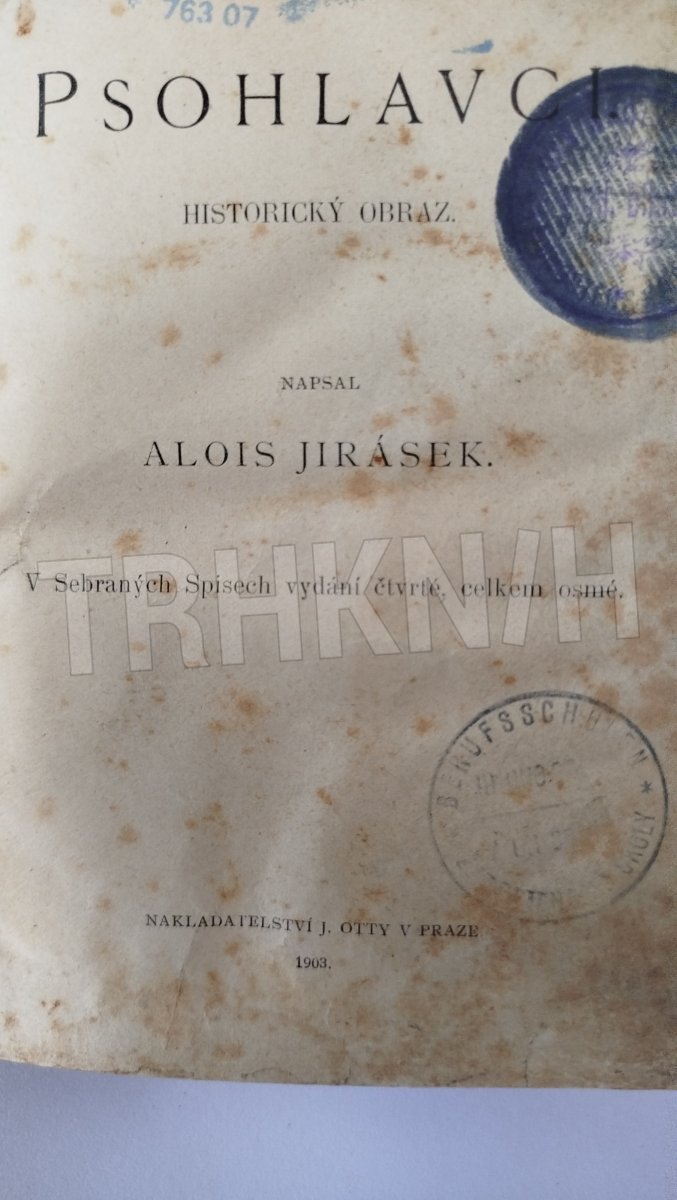 763 07
PSOHLAVCI.
HISTORICKÝ OBRAZ.
NAPSAL
ALOIS JIRÁSEK.
V Sebraných Spisech vydání čtvrté, celkem osmé.
TRHKNIH
BERUFSSCHULEN *
ŠKOLY
NAKLADATELSTVÍ J. OTTY V PRAZE
1903.